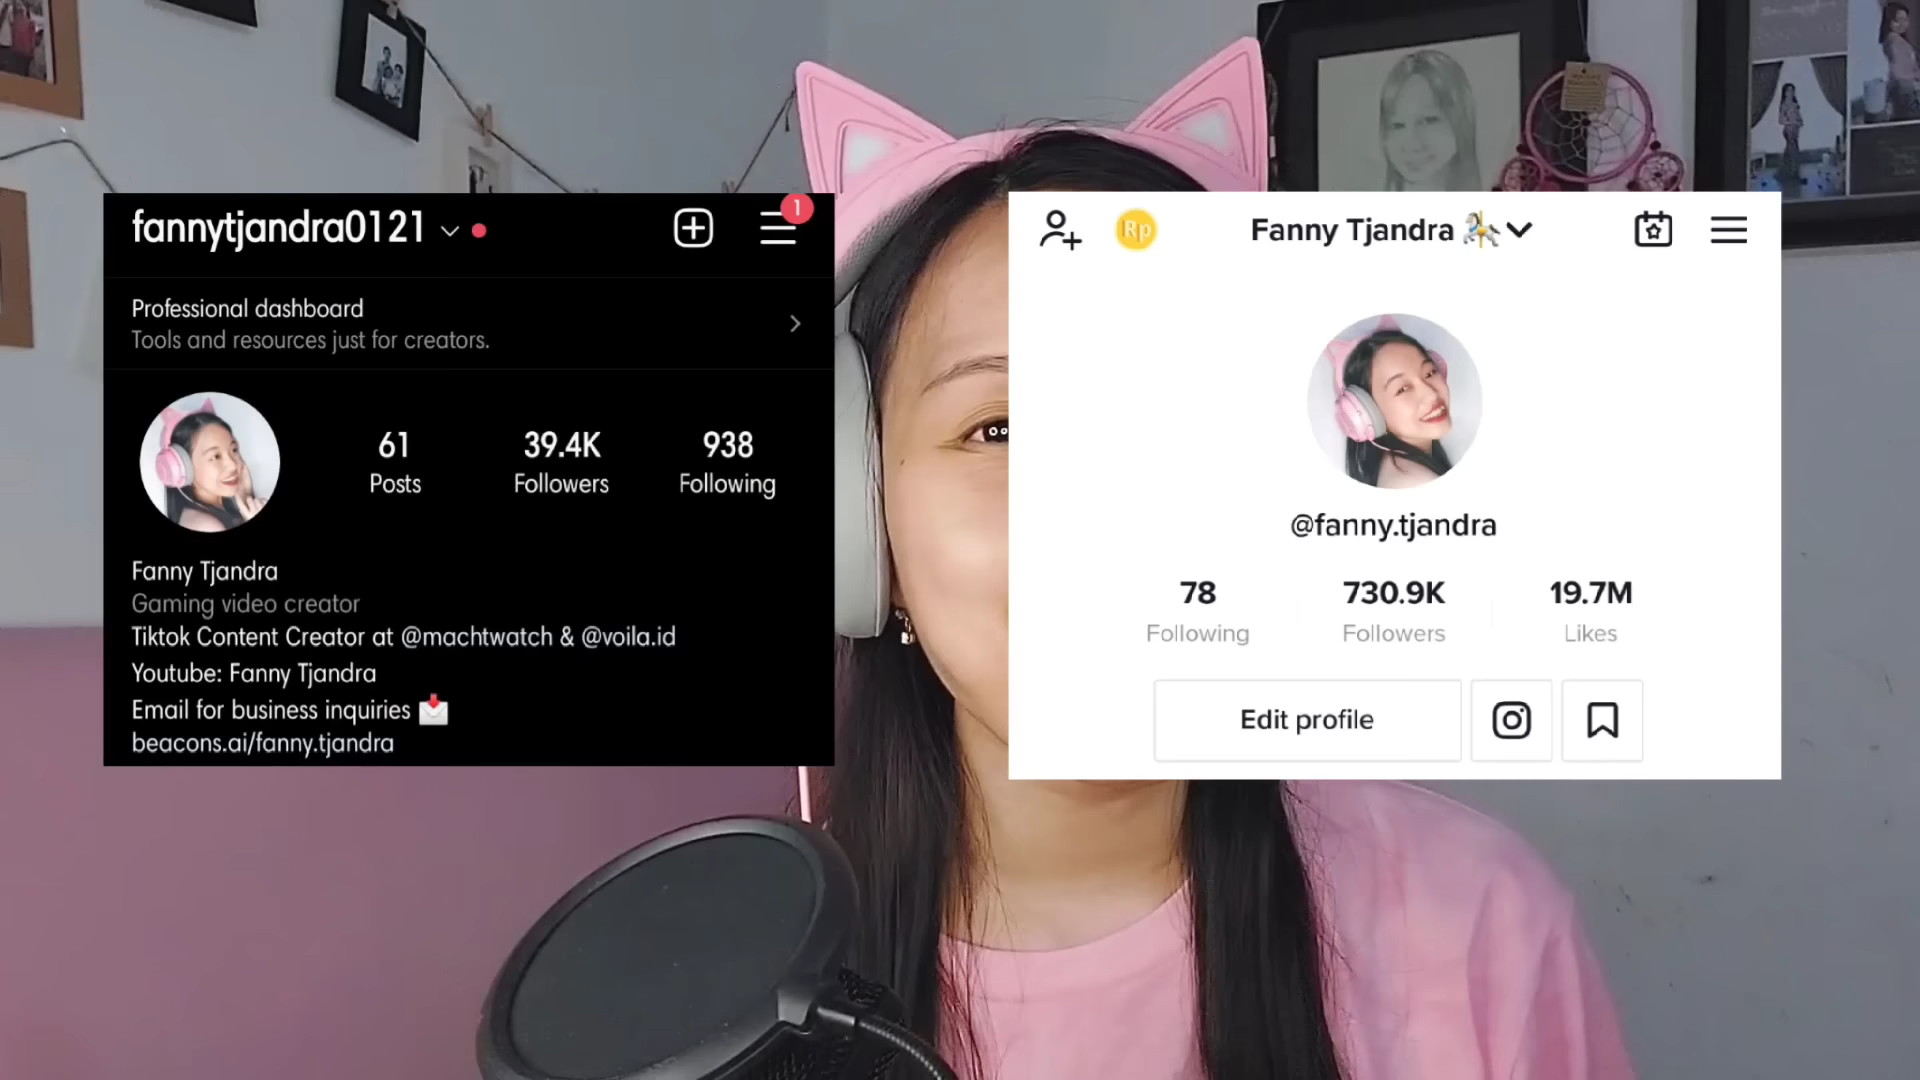 fannytjandra0121
1
Professional dashboard
Tools and resources just for creators.
61
Posts
39.4K
Followers
938
Following
Fanny Tjandra
Gaming video creator
Tiktok Content Creator at @machtwatch & @voila.id
Youtube: Fanny Tjandra
Email for business inquiries 📩
beacons.ai/fanny.tjandra
Rp
Fanny Tjandra 🎠
@fanny.tjandra
78
Following
730.9K
Followers
19.7M
Likes
Edit profile